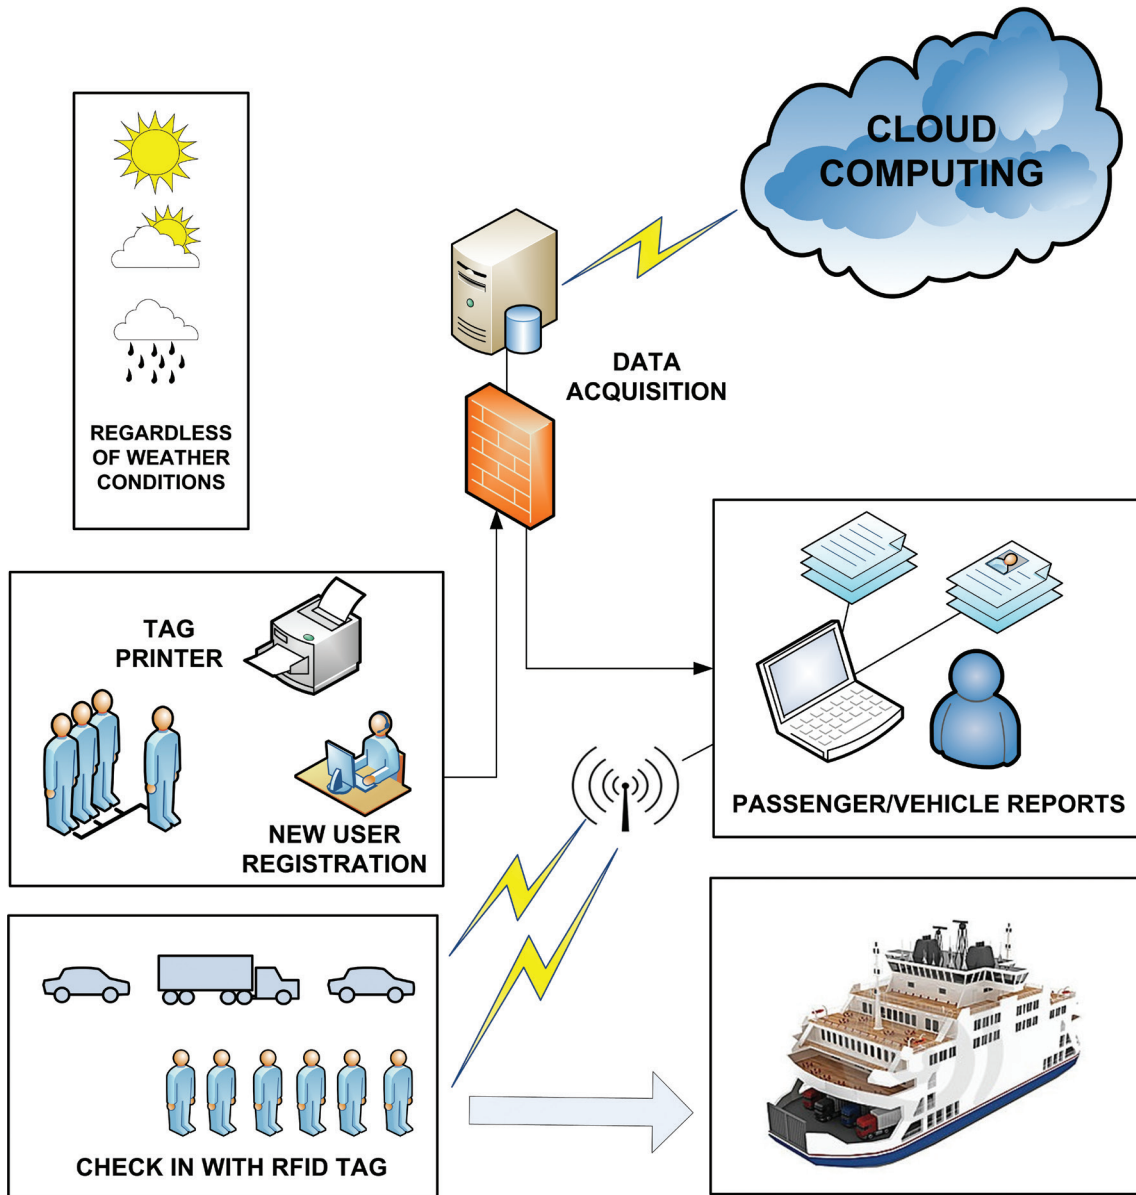 CLOUD
COMPUTING
DATA
ACQUISITION
REGARDLESS
OF WEATHER
CONDITIONS
TAG
PRINTER
NEW USER
REGISTRATION
PASSENGER/VEHICLE REPORTS
CHECK IN WITH RFID TAG